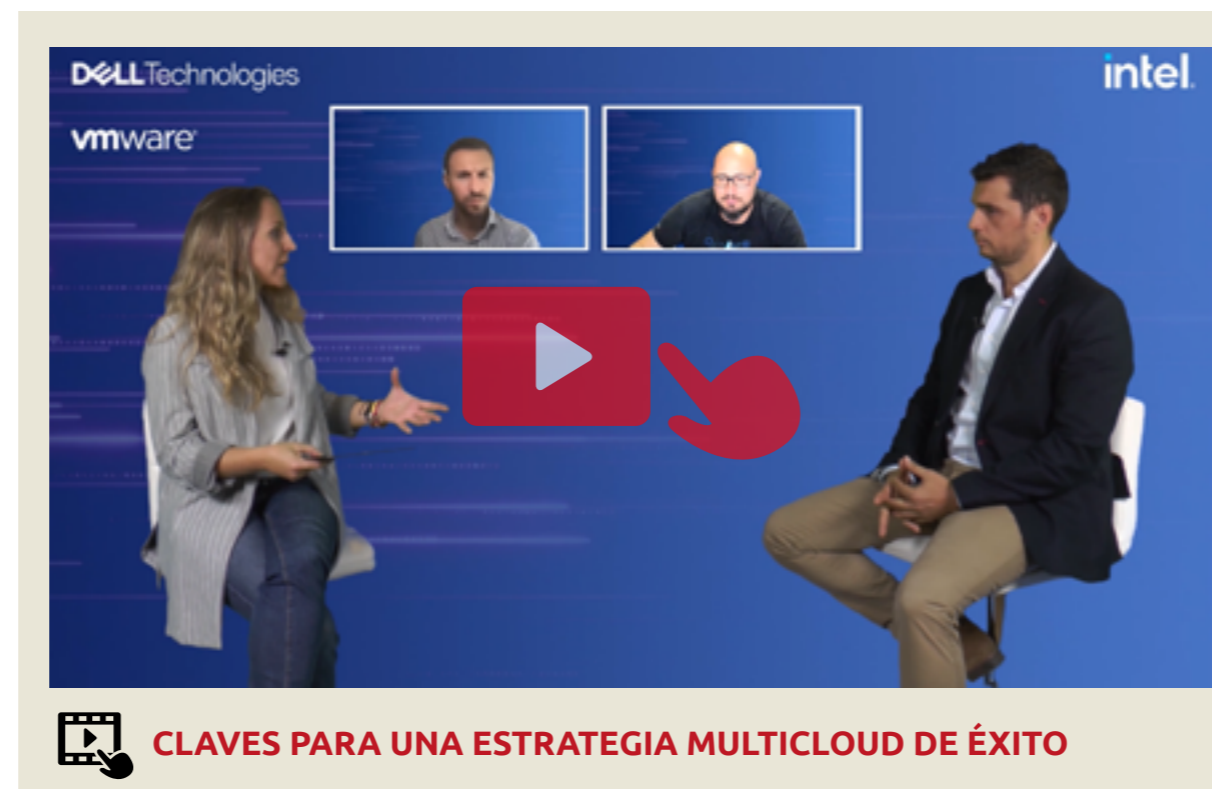 DELLTechnologies
intel.
vmware®
CLAVES PARA UNA ESTRATEGIA MULTICLOUD DE ÉXITO